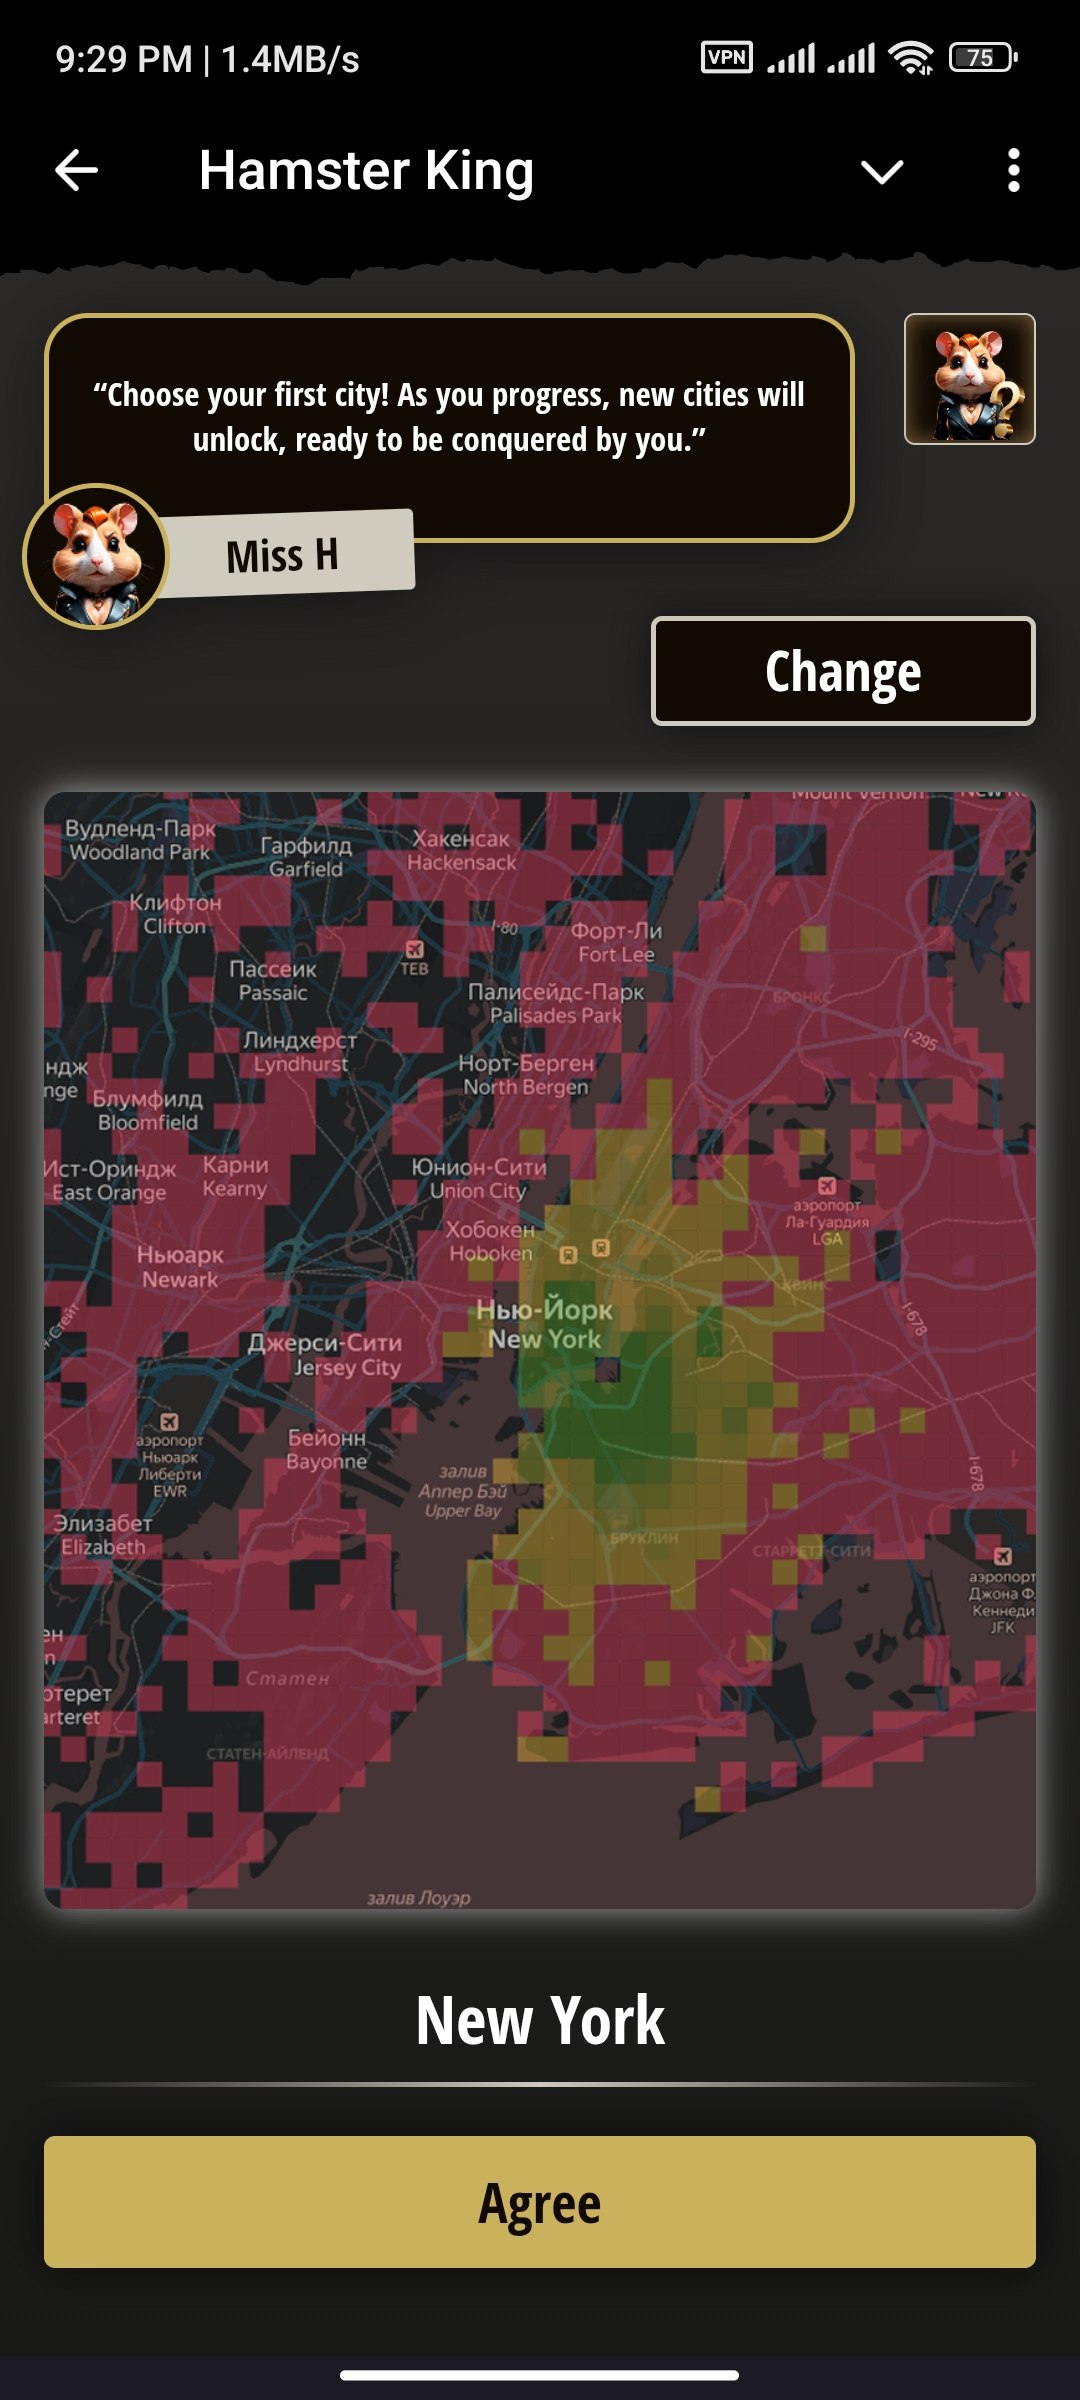 9:29 PM | 1.4MB/s
VPN
75
Hamster King
“Choose your first city! As you progress, new cities will
unlock, ready to be conquered by you.”
Miss H
Change
Mount Vernon
Вудленд-Парк
Woodland Park
Гарфилд
Garfield
Хакенсак
Hackensack
Клифтон
Clifton
I-80
Форт-Ли
Fort Lee
TEB
Пассеик
Passaic
Палисейдс-Парк
Palisades Park
БРОНКС
I-295
Линдхерст
Lyndhurst
Норт-Берген
North Bergen
ндж
nge
Блумфилд
Bloomfield
Ист-Ориндж
East Orange
Карни
Kearny
Юнион-Сити
Union City
аэропорт
Ла-Гуардия
LGA
Хобокен
Hoboken
Ньюарк
Newark
КВИНС
I-678
Нью-Йорк
New York
Джерси-Сити
Jersey City
аэропорт
Ньюарк
Либерти
EWR
Бейонн
Bayonne
залив
Аппер Бэй
Upper Bay
I-678
Элизабет
Elizabeth
БРУКЛИН
СТАРРЕТТ-СИТИ
аэропорт
Джона Ф.
Кеннеди
JFK
ен
n
Статен
ртерет
arteret
СТАТЕН-АЙЛЕНД
залив Лоуэр
New York
Agree